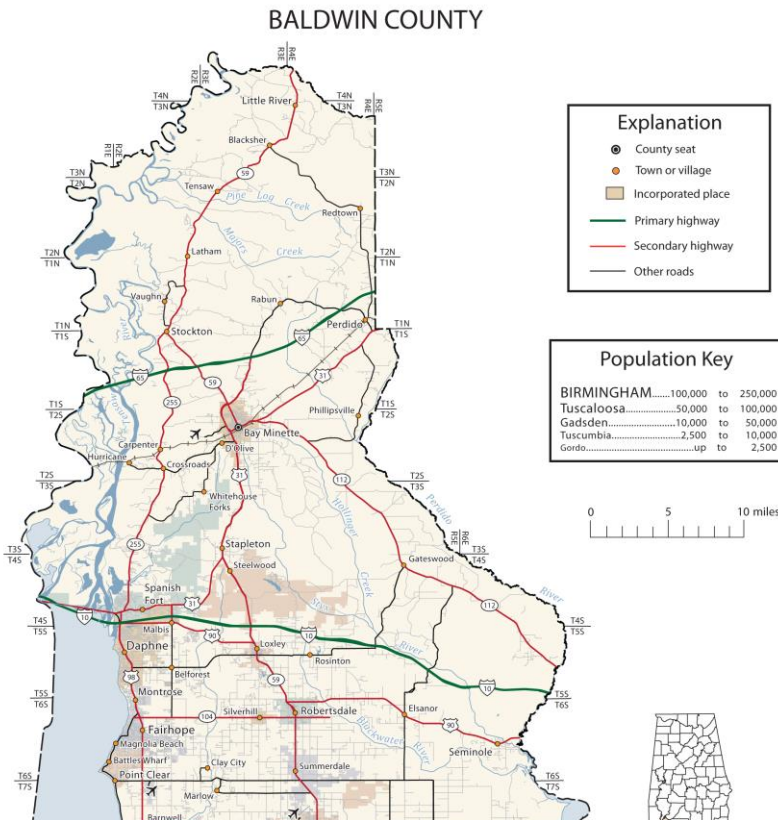 BALDWIN COUNTY
R3E R4E
R2E R3E
T4N
T3N
T4N
T3N
R4E R5E
Little River
R1E R2E
Blacksher
59
T3N
T2N
Tensaw
Pine Log Creek
T3N
T2N
Redtown
Majors Creek
T2N
T1N
Latham
T2N
T1N
Vaughn
Rabun
River
Perdido
T1N
T1S
Stockton
65
T1N
T1S
65
59
31
255
Tensaw
T1S
T2S
Phillipsville
T1S
T2S
Bay Minette
Carpenter
D'Olive
Hurricane
Crossroads
31
112
T2S
T3S
T2S
T3S
Whitehouse
Forks
Hollinger Creek
Perdido River
R5E R6E
255
Stapleton
T3S
T4S
T3S
T4S
Steelwood
Gateswood
Spanish
Fort
31
Styx River
112
10
T4S
T5S
Malbis
90
10
T4S
T5S
Daphne
Loxley
Rosinton
98
Belforest
59
10
T5S
T6S
Montrose
T5S
T6S
104
Silverhill
Robertsdale
Elsanor
90
Fairhope
Blackwater River
Seminole
Magnolia Beach
Battles Wharf
Clay City
T6S
T7S
Point Clear
Summerdale
T6S
T7S
Marlow
Barnwell
Explanation
County seat
Town or village
Incorporated place
Primary highway
Secondary highway
Other roads
Population Key
BIRMINGHAM......100,000 to 250,000
Tuscaloosa......................50,000 to 100,000
Gadsden.........................10,000 to 50,000
Tuscumbia..........................2,500 to 10,000
Gordo.......................................up to 2,500
0 5 10 miles